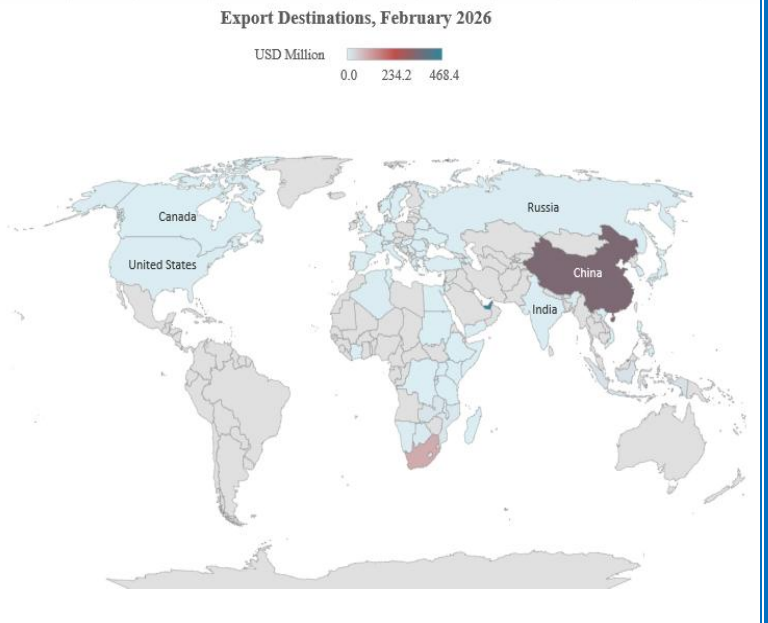 Export Destinations, February 2026
USD Million
0.0 234.2 468.4
Canada
Russia
United States
China
India